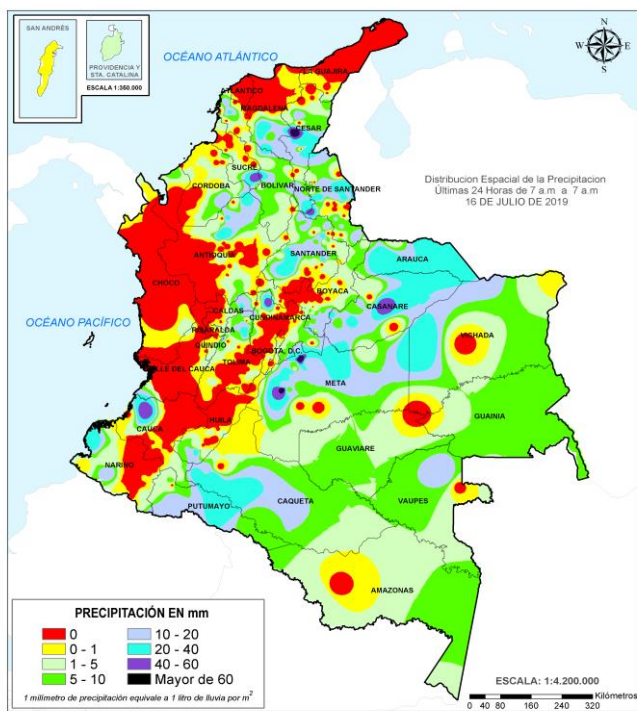 SAN ANDRÉS
PROVIDENCIA Y
STA. CATALINA
ESCALA 1:350.000
OCÉANO ATLÁNTICO
N
W E
S
LA GUAJIRA
ATLANTICO
MAGDALENA
CESAR
SUCRE
CORDOBA
BOLIVAR
NORTE DE SANTANDER
Distribucion Espacial de la Precipitacion
Últimas 24 Horas de 7 a.m a 7 a.m
16 DE JULIO DE 2019
ANTIOQUIA
SANTANDER
ARAUCA
CHOCO
BOYACA
CASANARE
OCÉANO PACÍFICO
CALDAS
CUNDINAMARCA
RISARALDA
VICHADA
QUINDIO
BOGOTA, D.C.
TOLIMA
VALLE DEL CAUCA
META
GUAINIA
HUILA
CAUCA
GUAVIARE
NARIÑO
CAQUETA
VAUPES
PUTUMAYO
AMAZONAS
PRECIPITACIÓN EN mm
0 10 - 20
0 - 1 20 - 40
1 - 5 40 - 60
5 - 10 Mayor de 60
1 milímetro de precipitación equivale a 1 litro de lluvia por m2
ESCALA: 1:4.200.000
Kilómetros
0 40 80 160 240 320